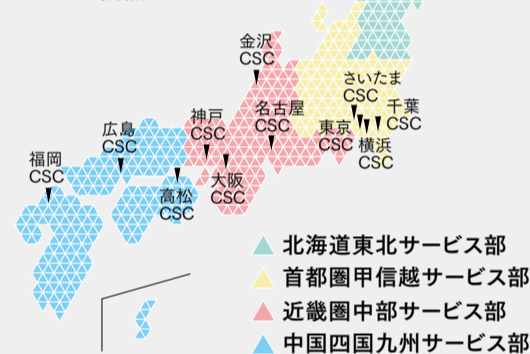 金沢
CSC
さいたま
CSC
千葉
CSC
名古屋
CSC
神戸
CSC
東京
CSC
広島
CSC
横浜
CSC
福岡
CSC
大阪
CSC
高松
CSC
北海道東北サービス部
首都圏甲信越サービス部
近畿圏中部サービス部
中国四国九州サービス部